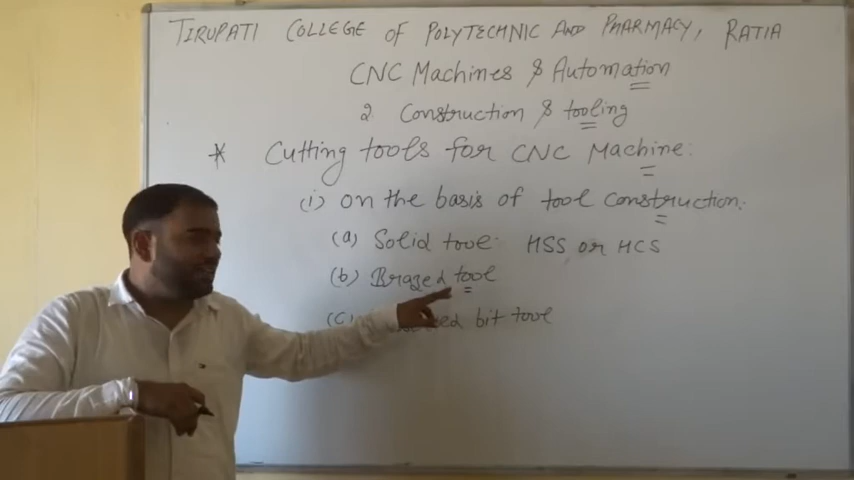 TIRUPATI COLLEGE OF POLYTECHNIC AND PHARMACY, RATIA
CNC Machines & Automation
2 Construction & tooling
* Cutting tools for CNC Machine:
(i) on the basis of tool construction:
(a) Solid tool: HSS or HCS
(b) Brazed tool
(c) bit tool